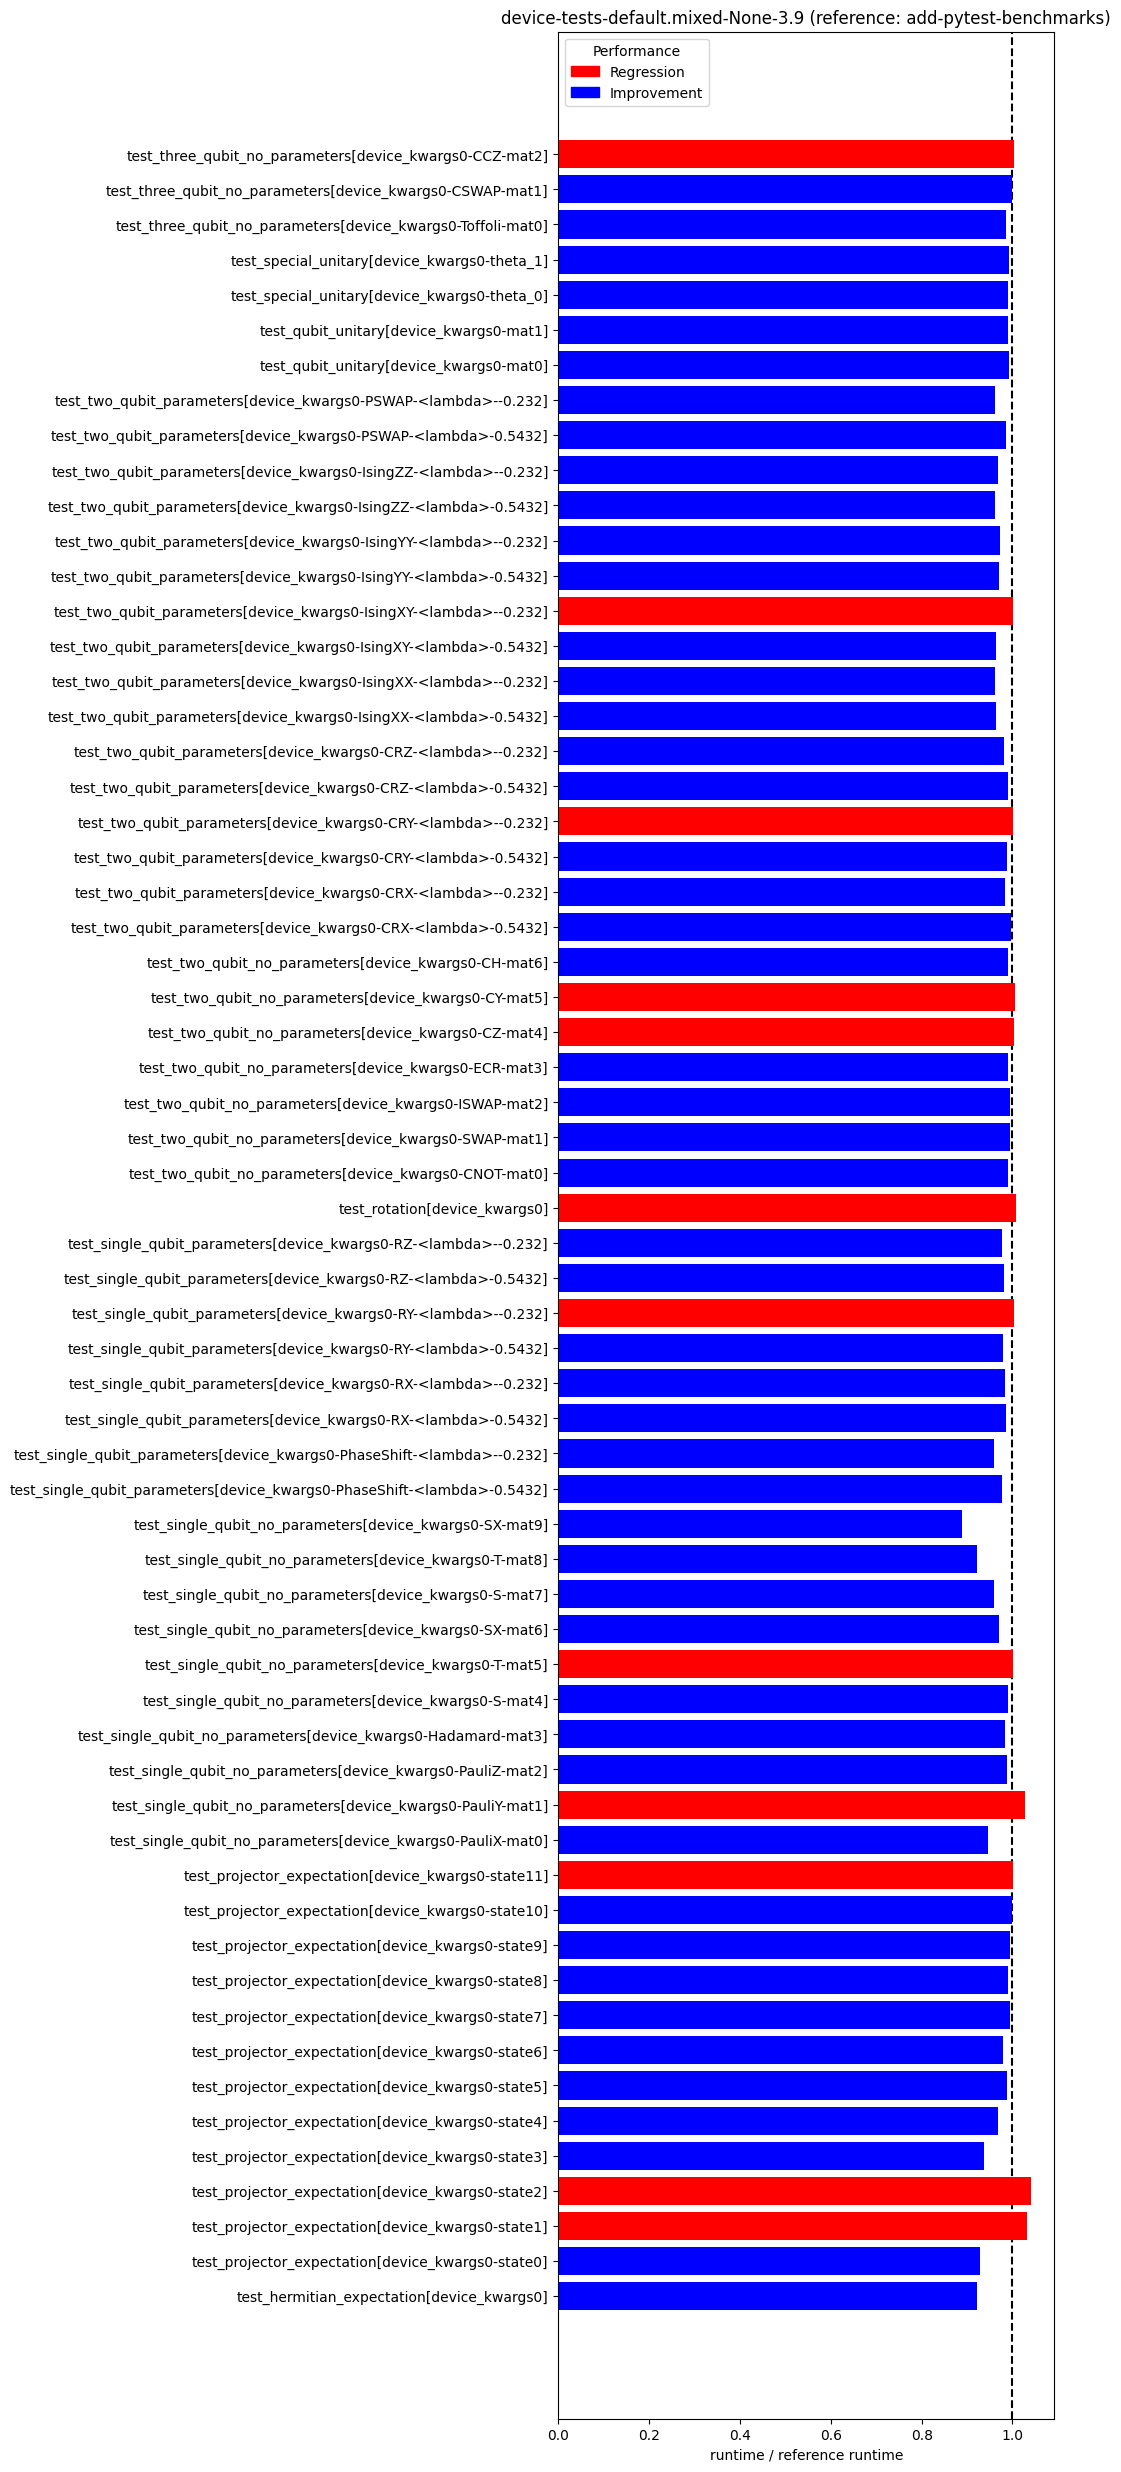 device-tests-default.mixed-None-3.9 (reference: add-pytest-benchmarks)
Performance
Regression
Improvement
test_three_qubit_no_parameters[device_kwargs0-CCZ-mat2]
test_three_qubit_no_parameters[device_kwargs0-CSWAP-mat1]
test_three_qubit_no_parameters[device_kwargs0-Toffoli-mat0]
test_special_unitary[device_kwargs0-theta_1]
test_special_unitary[device_kwargs0-theta_0]
test_qubit_unitary[device_kwargs0-mat1]
test_qubit_unitary[device_kwargs0-mat0]
test_two_qubit_parameters[device_kwargs0-PSWAP-<lambda>--0.232]
test_two_qubit_parameters[device_kwargs0-PSWAP-<lambda>-0.5432]
test_two_qubit_parameters[device_kwargs0-IsingZZ-<lambda>--0.232]
test_two_qubit_parameters[device_kwargs0-IsingZZ-<lambda>-0.5432]
test_two_qubit_parameters[device_kwargs0-IsingYY-<lambda>--0.232]
test_two_qubit_parameters[device_kwargs0-IsingYY-<lambda>-0.5432]
test_two_qubit_parameters[device_kwargs0-IsingXY-<lambda>--0.232]
test_two_qubit_parameters[device_kwargs0-IsingXY-<lambda>-0.5432]
test_two_qubit_parameters[device_kwargs0-IsingXX-<lambda>--0.232]
test_two_qubit_parameters[device_kwargs0-IsingXX-<lambda>-0.5432]
test_two_qubit_parameters[device_kwargs0-CRZ-<lambda>--0.232]
test_two_qubit_parameters[device_kwargs0-CRZ-<lambda>-0.5432]
test_two_qubit_parameters[device_kwargs0-CRY-<lambda>--0.232]
test_two_qubit_parameters[device_kwargs0-CRY-<lambda>-0.5432]
test_two_qubit_parameters[device_kwargs0-CRX-<lambda>--0.232]
test_two_qubit_parameters[device_kwargs0-CRX-<lambda>-0.5432]
test_two_qubit_no_parameters[device_kwargs0-CH-mat6]
test_two_qubit_no_parameters[device_kwargs0-CY-mat5]
test_two_qubit_no_parameters[device_kwargs0-CZ-mat4]
test_two_qubit_no_parameters[device_kwargs0-ECR-mat3]
test_two_qubit_no_parameters[device_kwargs0-ISWAP-mat2]
test_two_qubit_no_parameters[device_kwargs0-SWAP-mat1]
test_two_qubit_no_parameters[device_kwargs0-CNOT-mat0]
test_rotation[device_kwargs0]
test_single_qubit_parameters[device_kwargs0-RZ-<lambda>--0.232]
test_single_qubit_parameters[device_kwargs0-RZ-<lambda>-0.5432]
test_single_qubit_parameters[device_kwargs0-RY-<lambda>--0.232]
test_single_qubit_parameters[device_kwargs0-RY-<lambda>-0.5432]
test_single_qubit_parameters[device_kwargs0-RX-<lambda>--0.232]
test_single_qubit_parameters[device_kwargs0-RX-<lambda>-0.5432]
test_single_qubit_parameters[device_kwargs0-PhaseShift-<lambda>--0.232]
test_single_qubit_parameters[device_kwargs0-PhaseShift-<lambda>-0.5432]
test_single_qubit_no_parameters[device_kwargs0-SX-mat9]
test_single_qubit_no_parameters[device_kwargs0-T-mat8]
test_single_qubit_no_parameters[device_kwargs0-S-mat7]
test_single_qubit_no_parameters[device_kwargs0-SX-mat6]
test_single_qubit_no_parameters[device_kwargs0-T-mat5]
test_single_qubit_no_parameters[device_kwargs0-S-mat4]
test_single_qubit_no_parameters[device_kwargs0-Hadamard-mat3]
test_single_qubit_no_parameters[device_kwargs0-PauliZ-mat2]
test_single_qubit_no_parameters[device_kwargs0-PauliY-mat1]
test_single_qubit_no_parameters[device_kwargs0-PauliX-mat0]
test_projector_expectation[device_kwargs0-state11]
test_projector_expectation[device_kwargs0-state10]
test_projector_expectation[device_kwargs0-state9]
test_projector_expectation[device_kwargs0-state8]
test_projector_expectation[device_kwargs0-state7]
test_projector_expectation[device_kwargs0-state6]
test_projector_expectation[device_kwargs0-state5]
test_projector_expectation[device_kwargs0-state4]
test_projector_expectation[device_kwargs0-state3]
test_projector_expectation[device_kwargs0-state2]
test_projector_expectation[device_kwargs0-state1]
test_projector_expectation[device_kwargs0-state0]
test_hermitian_expectation[device_kwargs0]
0.0 0.2 0.4 0.6 0.8 1.0
runtime / reference runtime